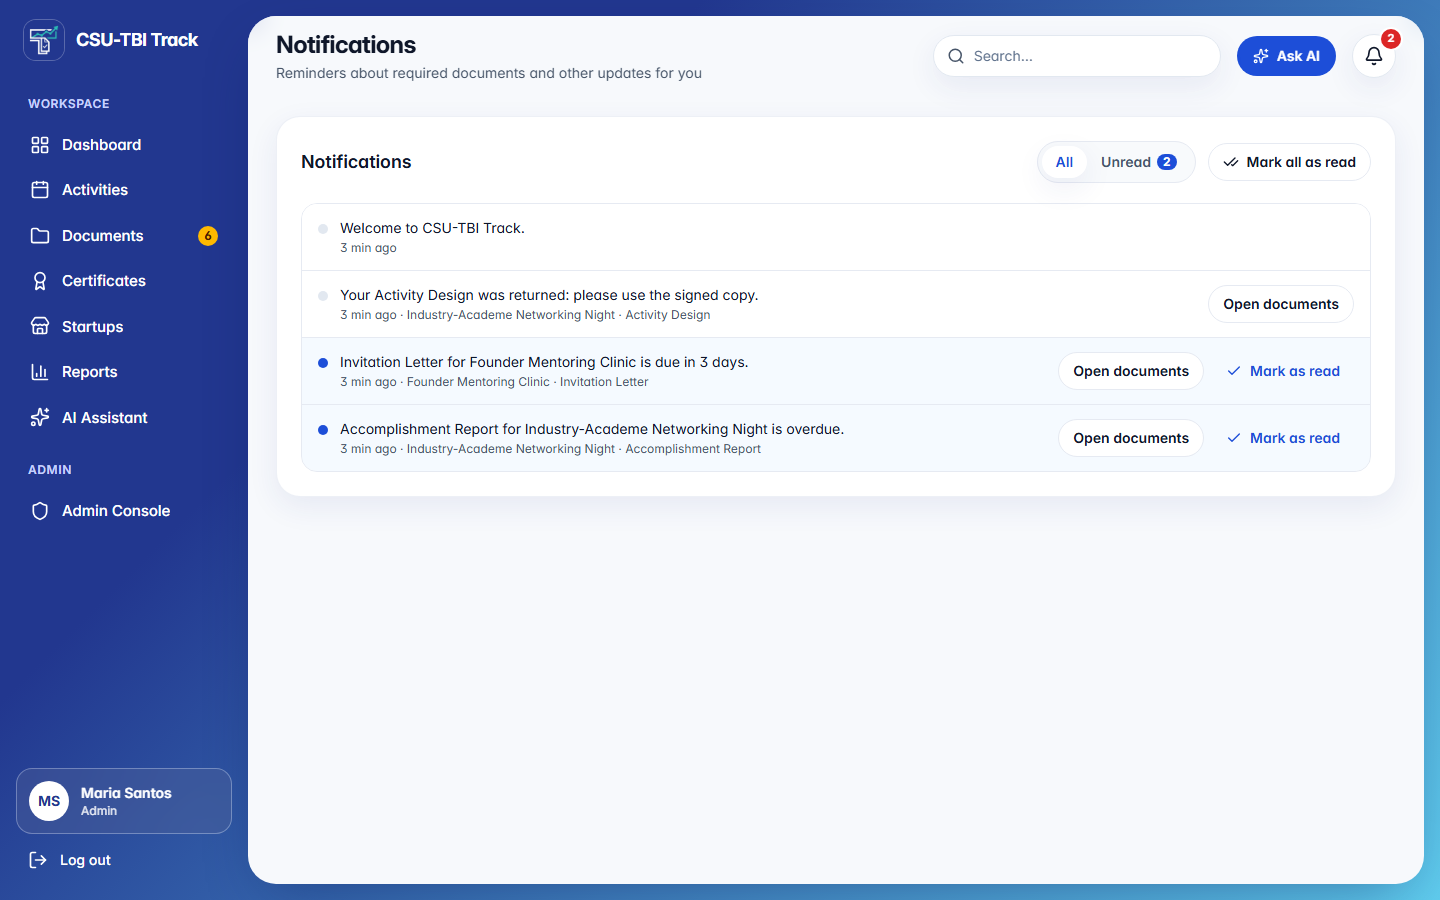 CSU-TBI Track
WORKSPACE
Dashboard
Activities
Documents 6
Certificates
Startups
Reports
AI Assistant
ADMIN
Admin Console
MS
Maria Santos
Admin
Log out
Notifications
Reminders about required documents and other updates for you
Search...
Ask AI
2
Notifications
All
Unread 2
Mark all as read
Welcome to CSU-TBI Track.
3 min ago
Your Activity Design was returned: please use the signed copy.
3 min ago · Industry-Academe Networking Night · Activity Design
Open documents
Invitation Letter for Founder Mentoring Clinic is due in 3 days.
3 min ago · Founder Mentoring Clinic · Invitation Letter
Open documents
Mark as read
Accomplishment Report for Industry-Academe Networking Night is overdue.
3 min ago · Industry-Academe Networking Night · Accomplishment Report
Open documents
Mark as read